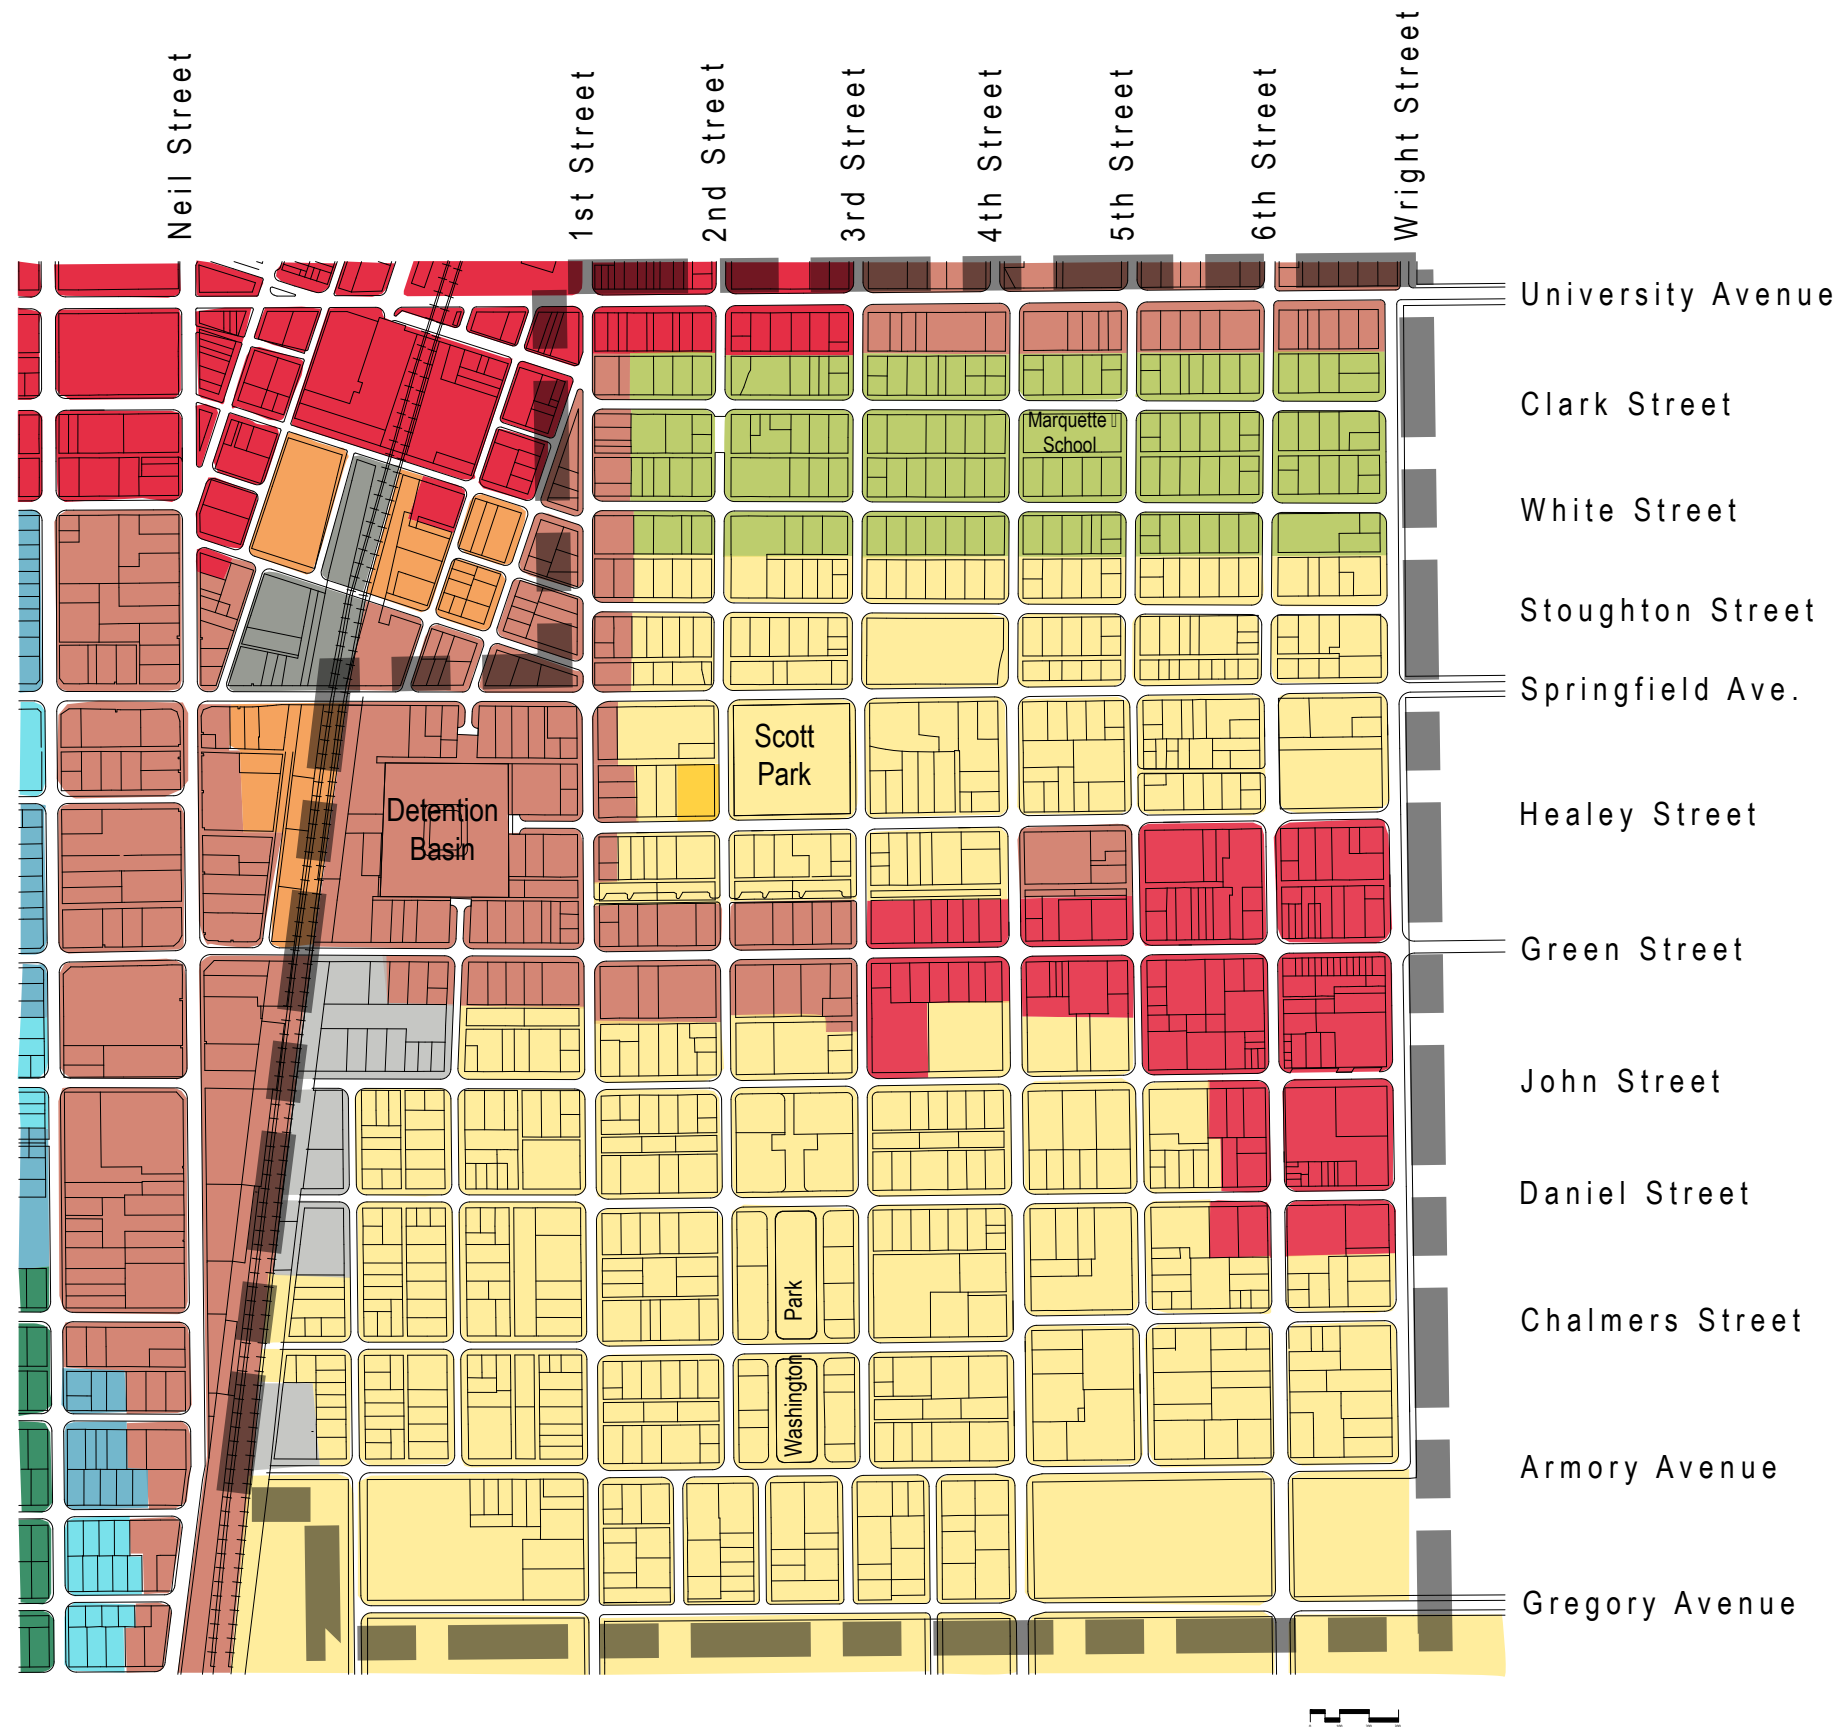 Neil Street
1st Street
2nd Street
3rd Street
4th Street
5th Street
6th Street
Wright Street
University Avenue
Clark Street
Marquette
School
White Street
Stoughton Street
Springfield Ave.
Scott
Park
Detention
Basin
Healey Street
Green Street
John Street
Daniel Street
Washington Park
Chalmers Street
Armory Avenue
Gregory Avenue